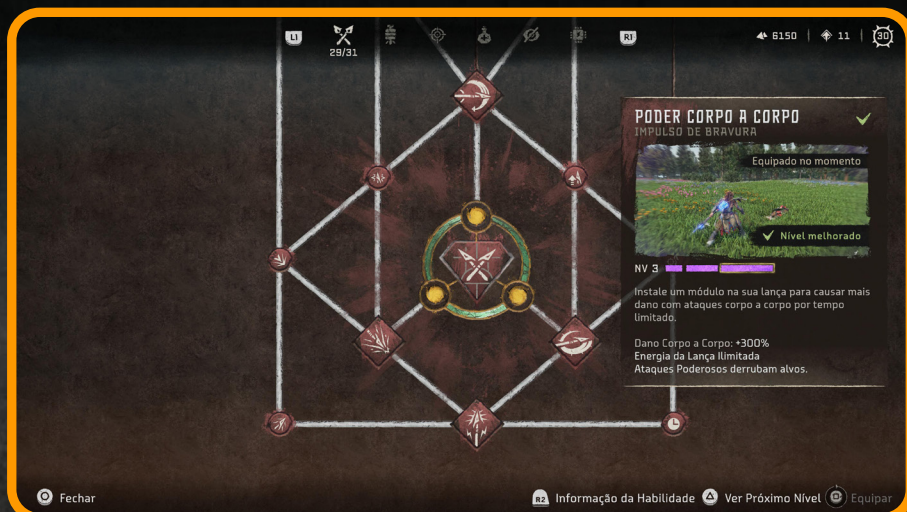 L1
29/31
R1
6150
11
30
PODER CORPO A CORPO
IMPULSO DE BRAVURA
Equipado no momento
Nível melhorado
NV 3
Instale um módulo na sua lança para causar mais
dano com ataques corpo a corpo por tempo
limitado.
Dano Corpo a Corpo: +300%
Energia da Lança Ilimitada
Ataques Poderosos derrubam alvos.
Fechar
R2 Informação da Habilidade
Ver Próximo Nível
Equipar